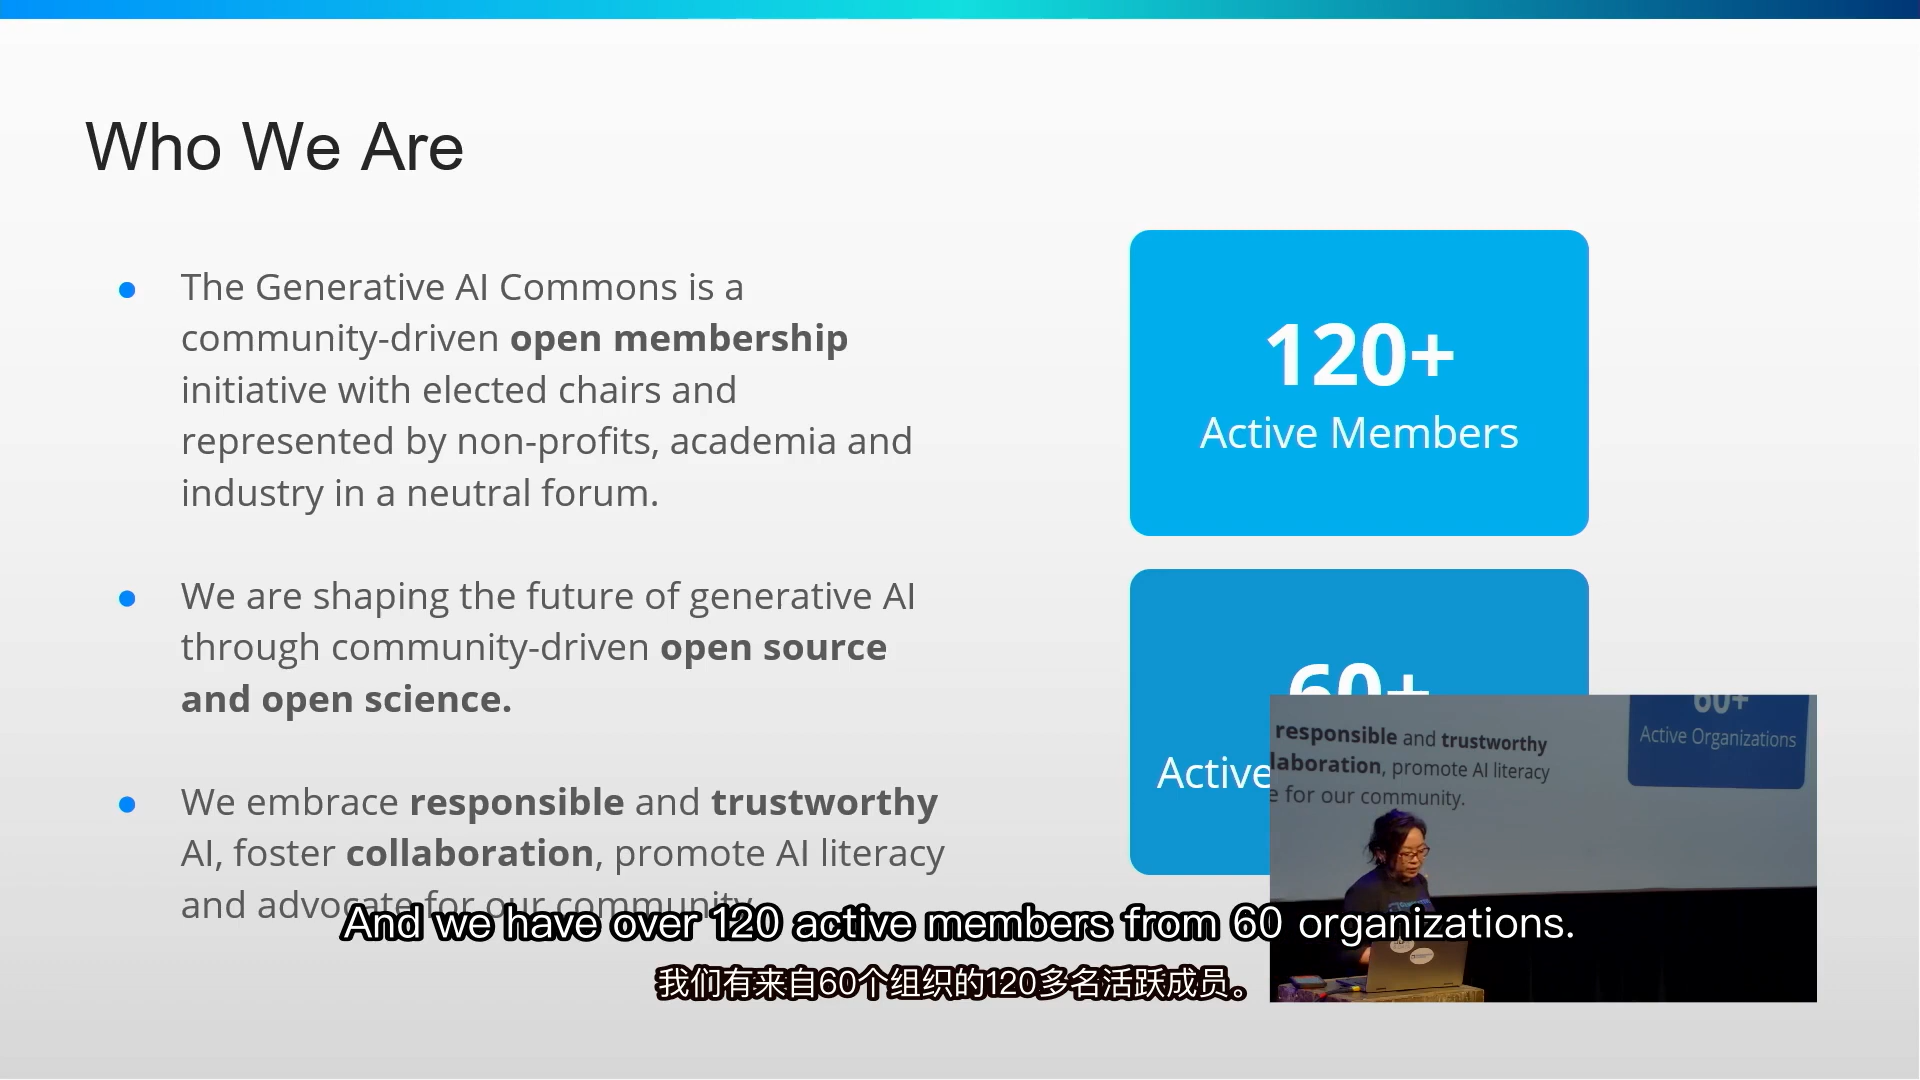 Who We Are
The Generative AI Commons is a
community-driven open membership
initiative with elected chairs and
represented by non-profits, academia and
industry in a neutral forum.
We are shaping the future of generative AI
through community-driven open source
and open science.
We embrace responsible and trustworthy
AI, foster collaboration, promote AI literacy
and advocate for our community.
120+
Active Members
60+
Active
60+
Active Organizations
responsible and trustworthy
laboration, promote AI literacy
e for our community.
And we have over 120 active members from 60 organizations.
我们有来自60个组织的120多名活跃成员。